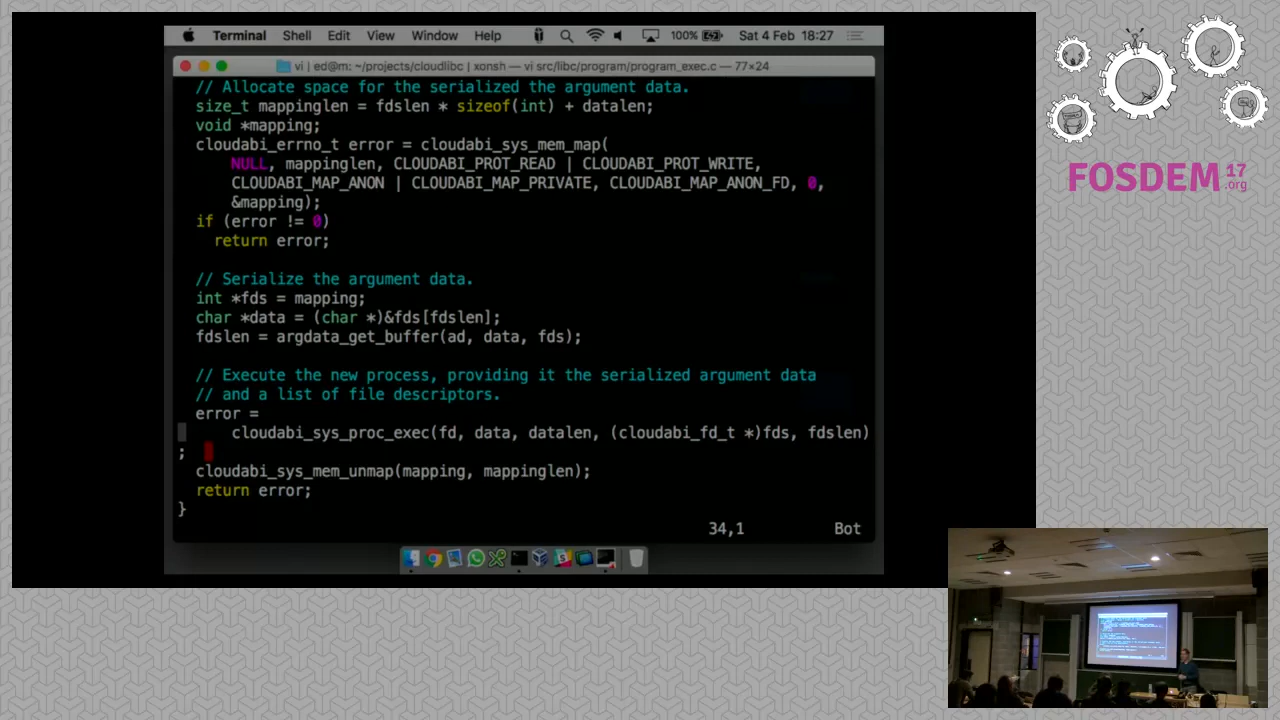 Terminal Shell Edit View Window Help 100% Sat 4 Feb 18:27
vi | ed@m: ~/projects/cloudlibc | xonsh — vi src/libc/program/program_exec.c — 77×24
// Allocate space for the serialized the argument data.
size_t mappinglen = fdslen * sizeof(int) + datalen;
void *mapping;
cloudabi_errno_t error = cloudabi_sys_mem_map(
NULL, mappinglen, CLOUDABI_PROT_READ | CLOUDABI_PROT_WRITE,
CLOUDABI_MAP_ANON | CLOUDABI_MAP_PRIVATE, CLOUDABI_MAP_ANON_FD, 0,
&mapping);
if (error != 0)
return error;
// Serialize the argument data.
int *fds = mapping;
char *data = (char *)&fds[fdslen];
fdslen = argdata_get_buffer(ad, data, fds);
// Execute the new process, providing it the serialized argument data
// and a list of file descriptors.
error =
cloudabi_sys_proc_exec(fd, data, datalen, (cloudabi_fd_t *)fds, fdslen)
;
cloudabi_sys_mem_unmap(mapping, mappinglen);
return error;
}
34,1 Bot
FOSDEM 17
.org